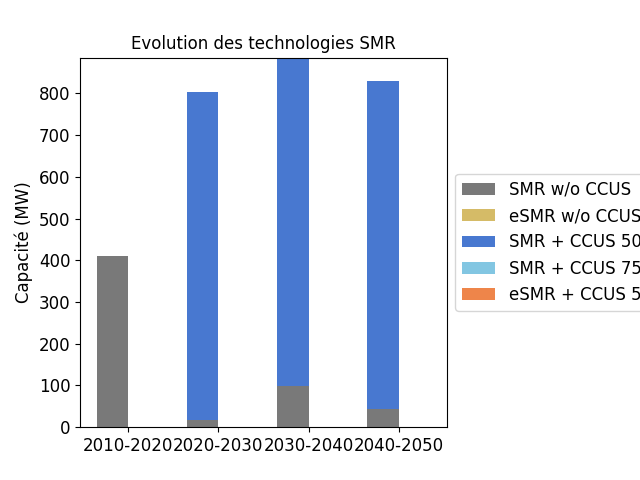 Evolution des technologies SMR
Capacité (MW)
800
700
600
500
400
300
200
100
0
2010-2020
2020-2030
2030-2040
2040-2050
SMR w/o CCUS
eSMR w/o CCUS
SMR + CCUS 50
SMR + CCUS 75
eSMR + CCUS 5